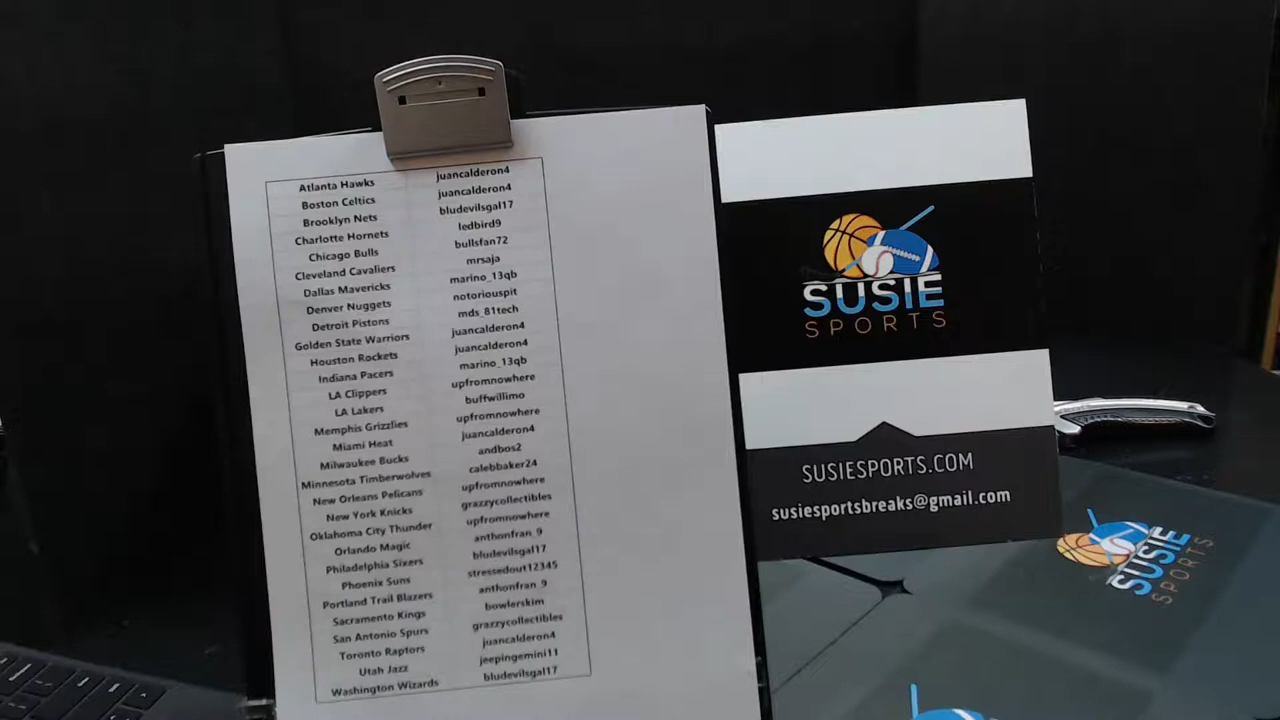 Atlanta Hawks juancalderon4
Boston Celtics juancalderon4
Brooklyn Nets bludevilsgal17
Charlotte Hornets ledbird9
Chicago Bulls bullsfan72
Cleveland Cavaliers mrsaja
Dallas Mavericks marino_13qb
Denver Nuggets notoriouspit
Detroit Pistons mds_81tech
Golden State Warriors juancalderon4
Houston Rockets juancalderon4
Indiana Pacers marino_13qb
LA Clippers upfromnowhere
LA Lakers buffwillimo
Memphis Grizzlies upfromnowhere
Miami Heat juancalderon4
Milwaukee Bucks andbos2
Minnesota Timberwolves calebbaker24
New Orleans Pelicans upfromnowhere
New York Knicks grazzycollectibles
Oklahoma City Thunder upfromnowhere
Orlando Magic anthonfran_9
Philadelphia Sixers bludevilsgal17
Phoenix Suns stressedout12345
Portland Trail Blazers anthonfran_9
Sacramento Kings bowlerskim
San Antonio Spurs grazzycollectibles
Toronto Raptors juancalderon4
Utah Jazz jeepingemini11
Washington Wizards bludevilsgal17
SUSIE
SPORTS
SUSIESPORTS.COM
susiesportsbreaks@gmail.com
SUSIE
SPORTS